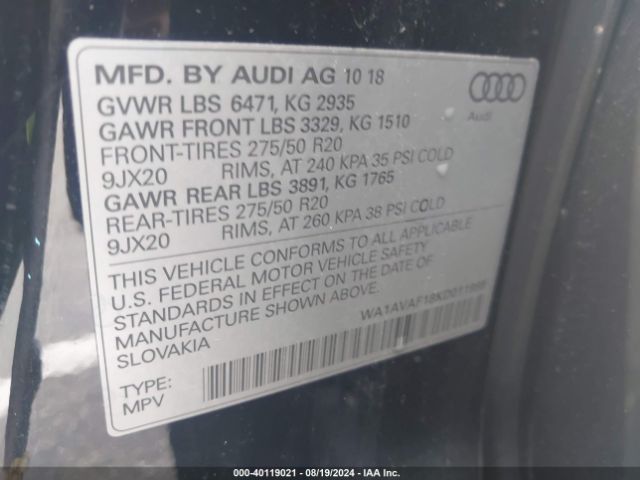 MFD. BY AUDI AG 10 18
GVWR LBS 6471, KG 2935
GAWR FRONT LBS 3329, KG 1510
FRONT-TIRES 275/50 R20
9JX20 RIMS, AT 240 KPA 35 PSI COLD
GAWR REAR LBS 3891, KG 1765
REAR-TIRES 275/50 R20
9JX20 RIMS, AT 260 KPA 38 PSI COLD
Audi
THIS VEHICLE CONFORMS TO ALL APPLICABLE
U.S. FEDERAL MOTOR VEHICLE SAFETY
STANDARDS IN EFFECT ON THE DATE OF
MANUFACTURE SHOWN ABOVE.
SLOVAKIA
TYPE:
MPV
000-40119021 - 08/19/2024 - IAA Inc.